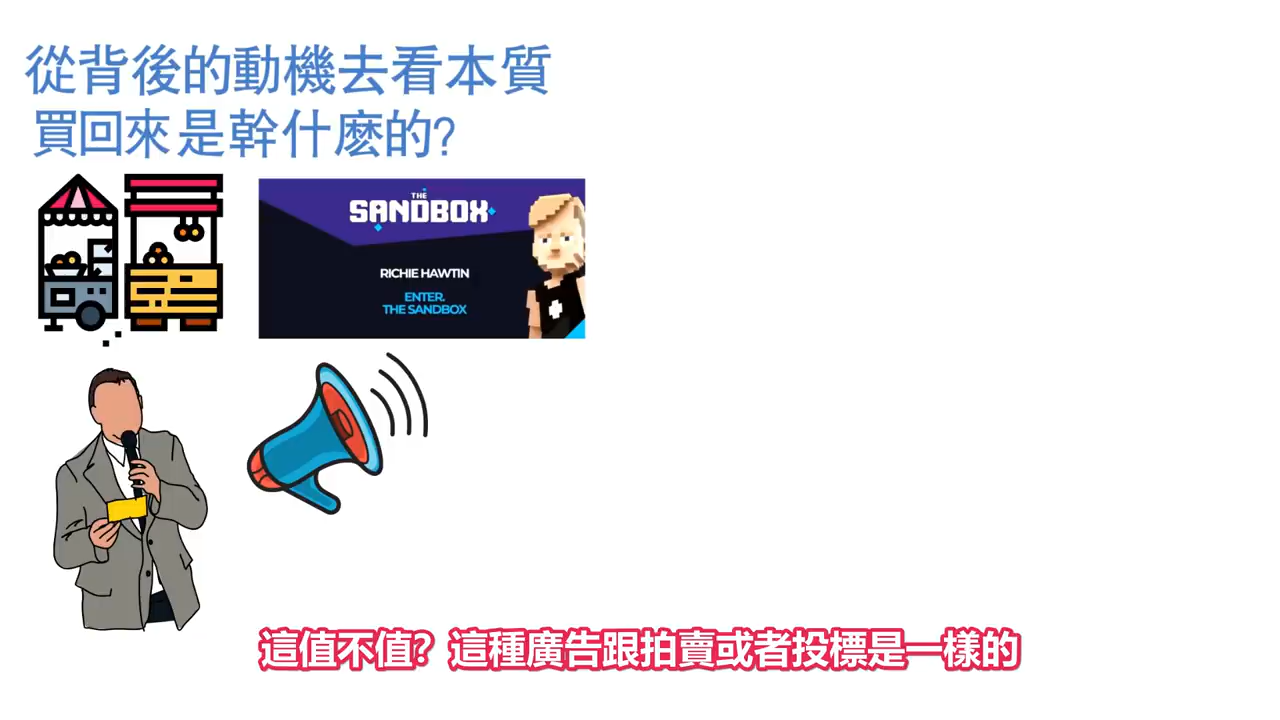 從背後的動機去看本質
買回來是幹什麽的?
THE
SANDBOX
RICHIE HAWTIN
ENTER.
THE SANDBOX
這值不值? 這種廣告跟拍賣或者投標是一樣的